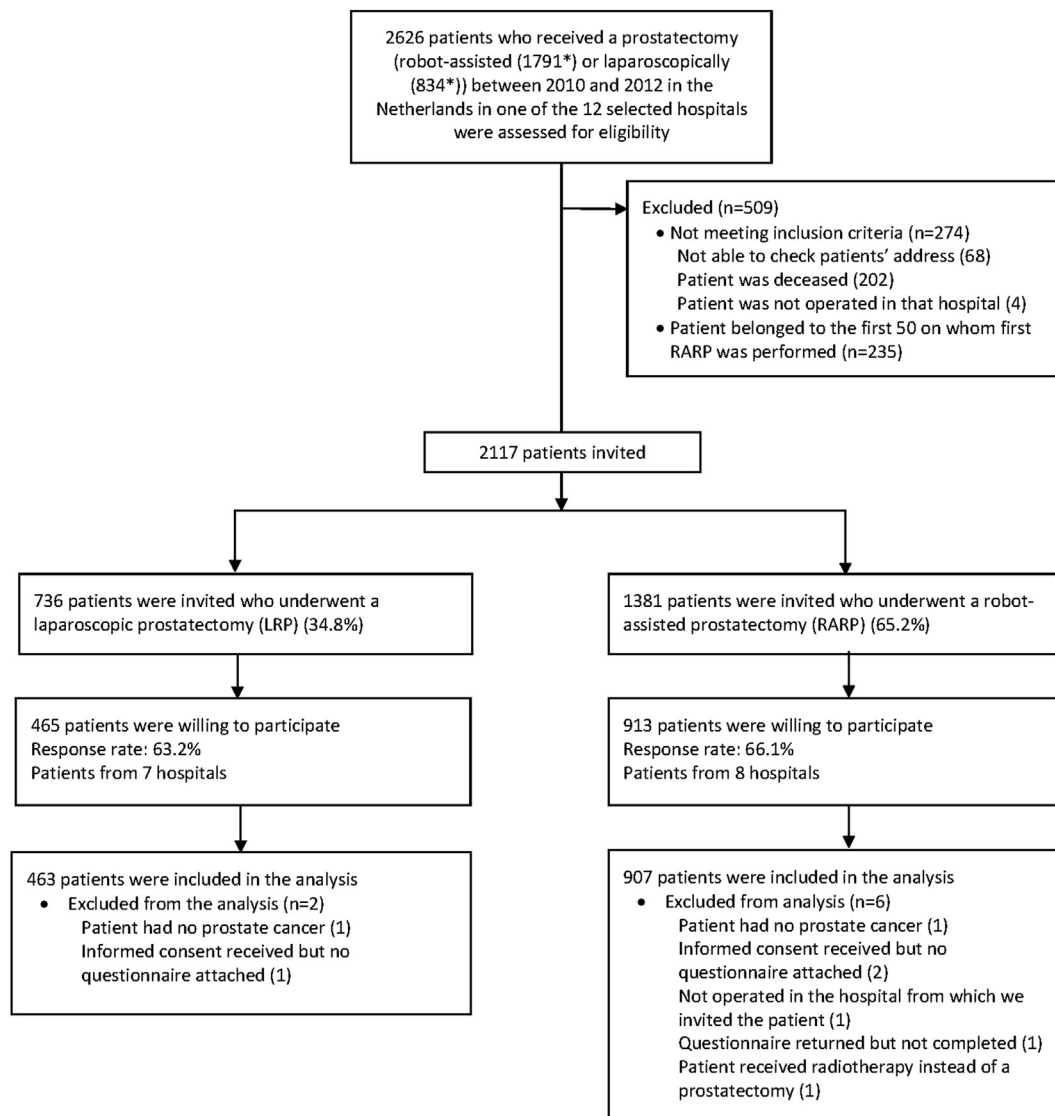 2626 patients who received a prostatectomy
(robot-assisted (1791*) or laparoscopically
(834*)) between 2010 and 2012 in the
Netherlands in one of the 12 selected hospitals
were assessed for eligibility
Excluded (n=509)
• Not meeting inclusion criteria (n=274)
Not able to check patients’ address (68)
Patient was deceased (202)
Patient was not operated in that hospital (4)
• Patient belonged to the first 50 on whom first
RARP was performed (n=235)
2117 patients invited
736 patients were invited who underwent a
laparoscopic prostatectomy (LRP) (34.8%)
1381 patients were invited who underwent a robot-
assisted prostatectomy (RARP) (65.2%)
465 patients were willing to participate
Response rate: 63.2%
Patients from 7 hospitals
913 patients were willing to participate
Response rate: 66.1%
Patients from 8 hospitals
463 patients were included in the analysis
• Excluded from the analysis (n=2)
Patient had no prostate cancer (1)
Informed consent received but no
questionnaire attached (1)
907 patients were included in the analysis
• Excluded from analysis (n=6)
Patient had no prostate cancer (1)
Informed consent received but no
questionnaire attached (2)
Not operated in the hospital from which we
invited the patient (1)
Questionnaire returned but not completed (1)
Patient received radiotherapy instead of a
prostatectomy (1)